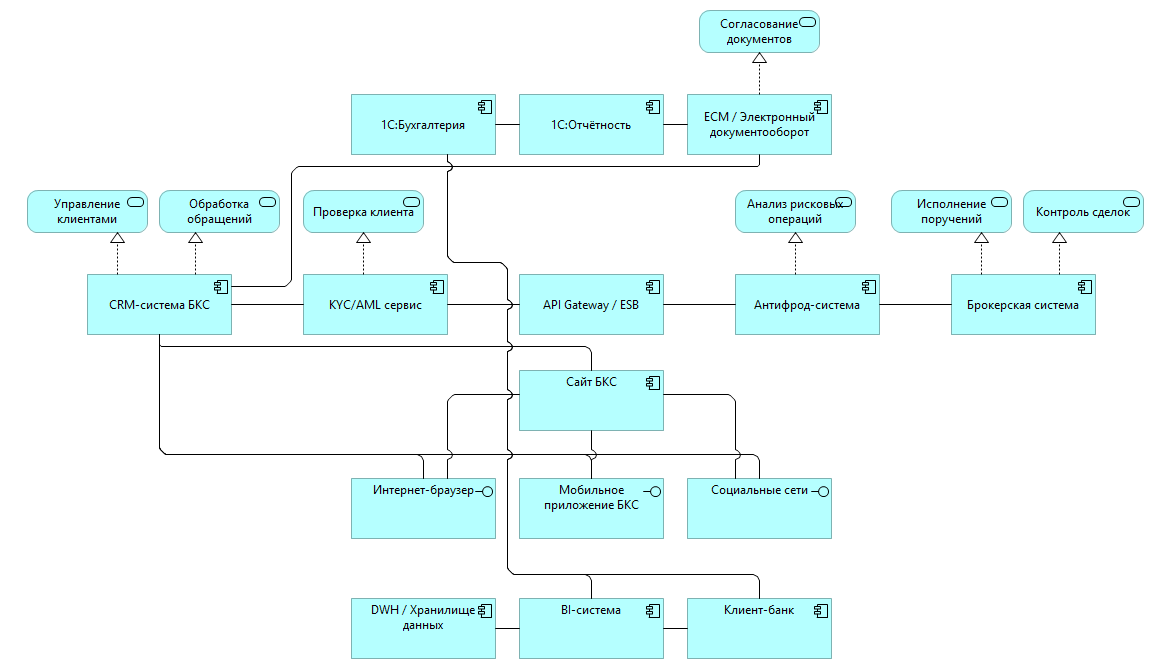 Согласование
документов
1С:Бухгалтерия
1С:Отчётность
ECM / Электронный
документооборот
Управление
клиентами
Обработка
обращений
Проверка клиента
Анализ рисковых
операций
Исполнение
поручений
Контроль сделок
CRM-система БКС
KYC/AML сервис
API Gateway / ESB
Антифрод-система
Брокерская система
Сайт БКС
Интернет-браузер
Мобильное
приложение БКС
Социальные сети
DWH / Хранилище
данных
BI-система
Клиент-банк